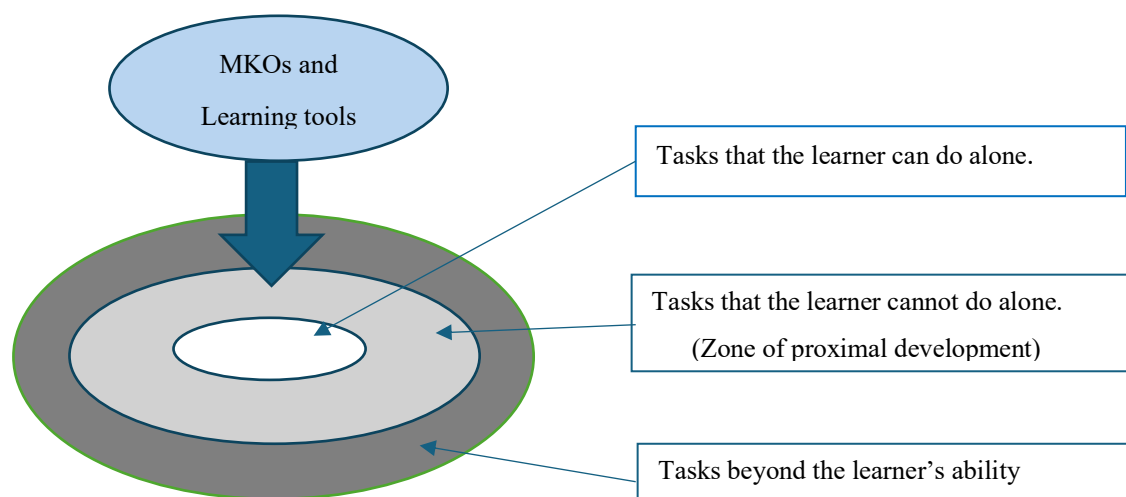 MKOs and
Learning tools
Tasks that the learner can do alone.
Tasks that the learner cannot do alone.
(Zone of proximal development)
Tasks beyond the learner’s ability